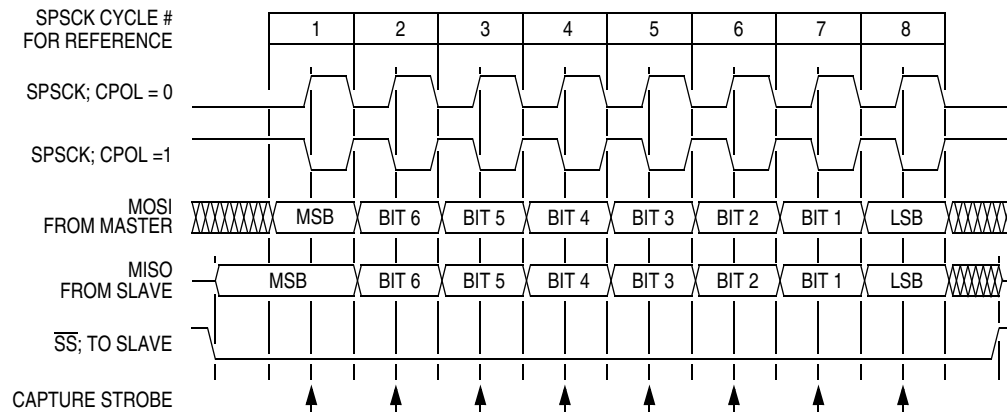 SPSCK CYCLE #
FOR REFERENCE
1 2 3 4 5 6 7 8
SPSCK; CPOL = 0
SPSCK; CPOL =1
MOSI
FROM MASTER
MSB BIT 6 BIT 5 BIT 4 BIT 3 BIT 2 BIT 1 LSB
MISO
FROM SLAVE
MSB BIT 6 BIT 5 BIT 4 BIT 3 BIT 2 BIT 1 LSB
SS; TO SLAVE
CAPTURE STROBE